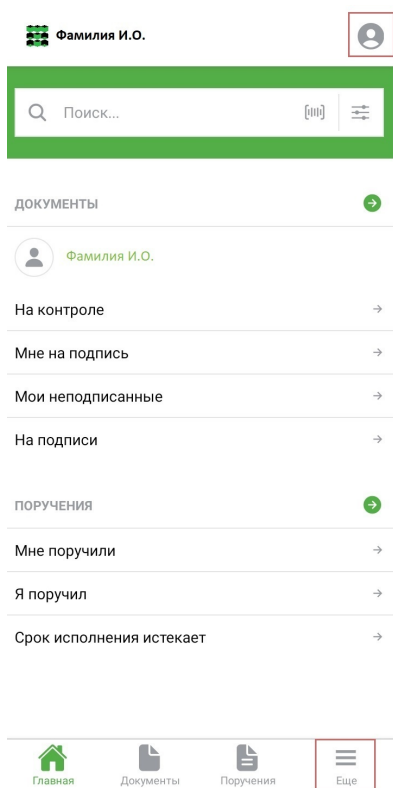 Фамилия И.О.
Поиск...
ДОКУМЕНТЫ
Фамилия И.О.
На контроле
Мне на подпись
Мои неподписанные
На подписи
ПОРУЧЕНИЯ
Мне поручили
Я поручил
Срок исполнения истекает
Главная Документы Поручения Еще